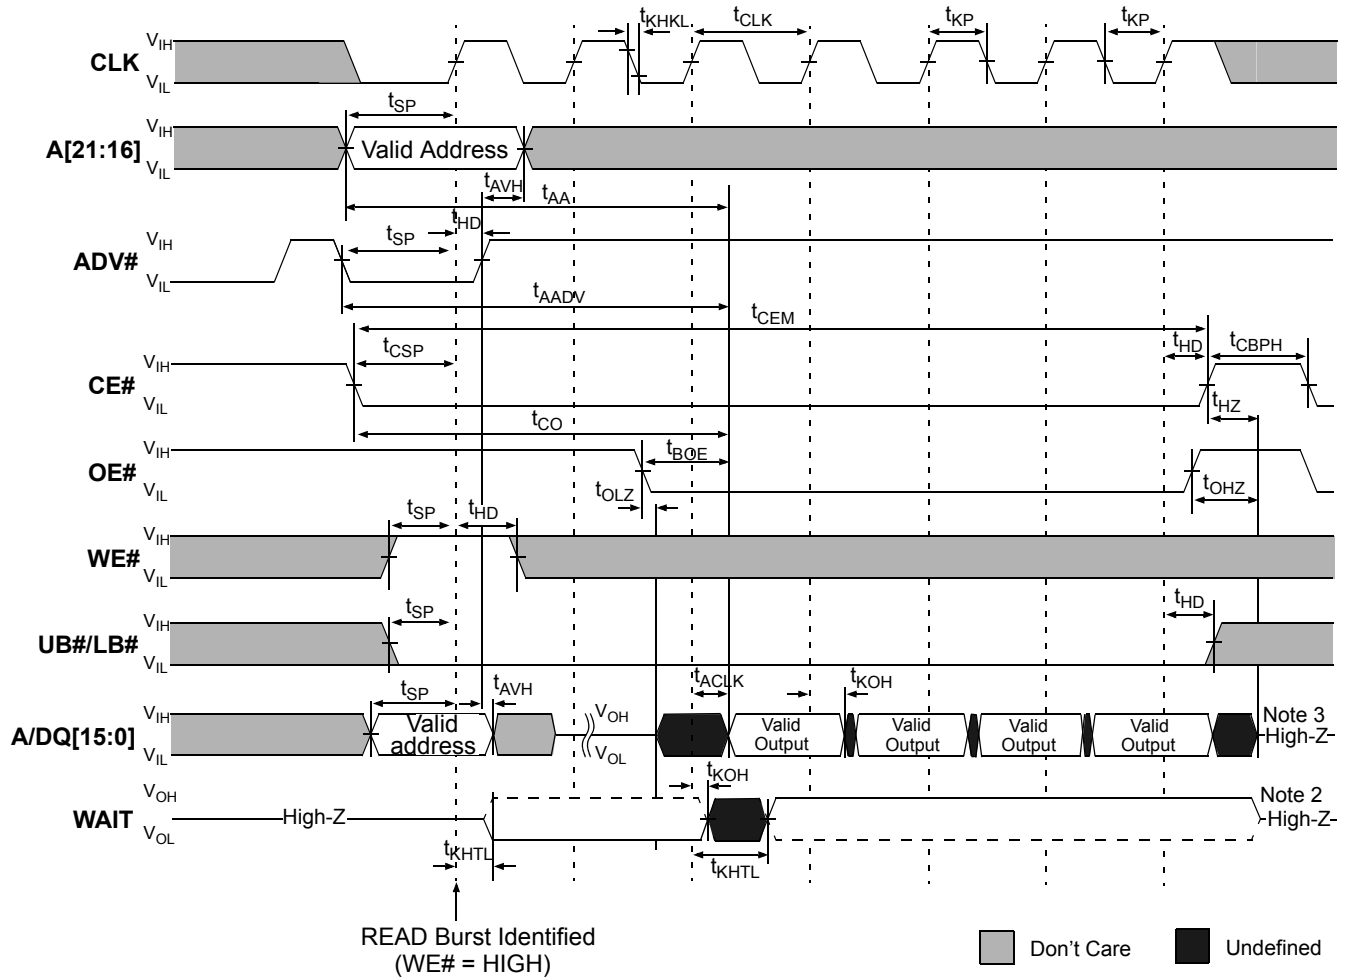 tKHKL tCLK tKP tKP
CLK VIH VIL
tSP
A[21:16] VIH VIL Valid Address
tAVH
tAA
tHD
ADV# VIH VIL tSP
tAADV
tCEM
tCSP tHD tCBPH
CE# VIH VIL
tHZ
tCO
OE# VIH VIL tBOE
tOLZ tOHZ
tSP tHD
WE# VIH VIL
tSP tHD
UB#/LB# VIH VIL
tSP tAVH tACLK tKOH
A/DQ[15:0] VIH VIL
Valid
address
VOH
VOL
Valid
Output
Valid
Output
Valid
Output
Valid
Output
Note 3
High-Z
tKOH
WAIT VOH VOL High-Z
Note 2
High-Z
tKHTL tKHTL
READ Burst Identified
(WE# = HIGH)
Don't Care Undefined